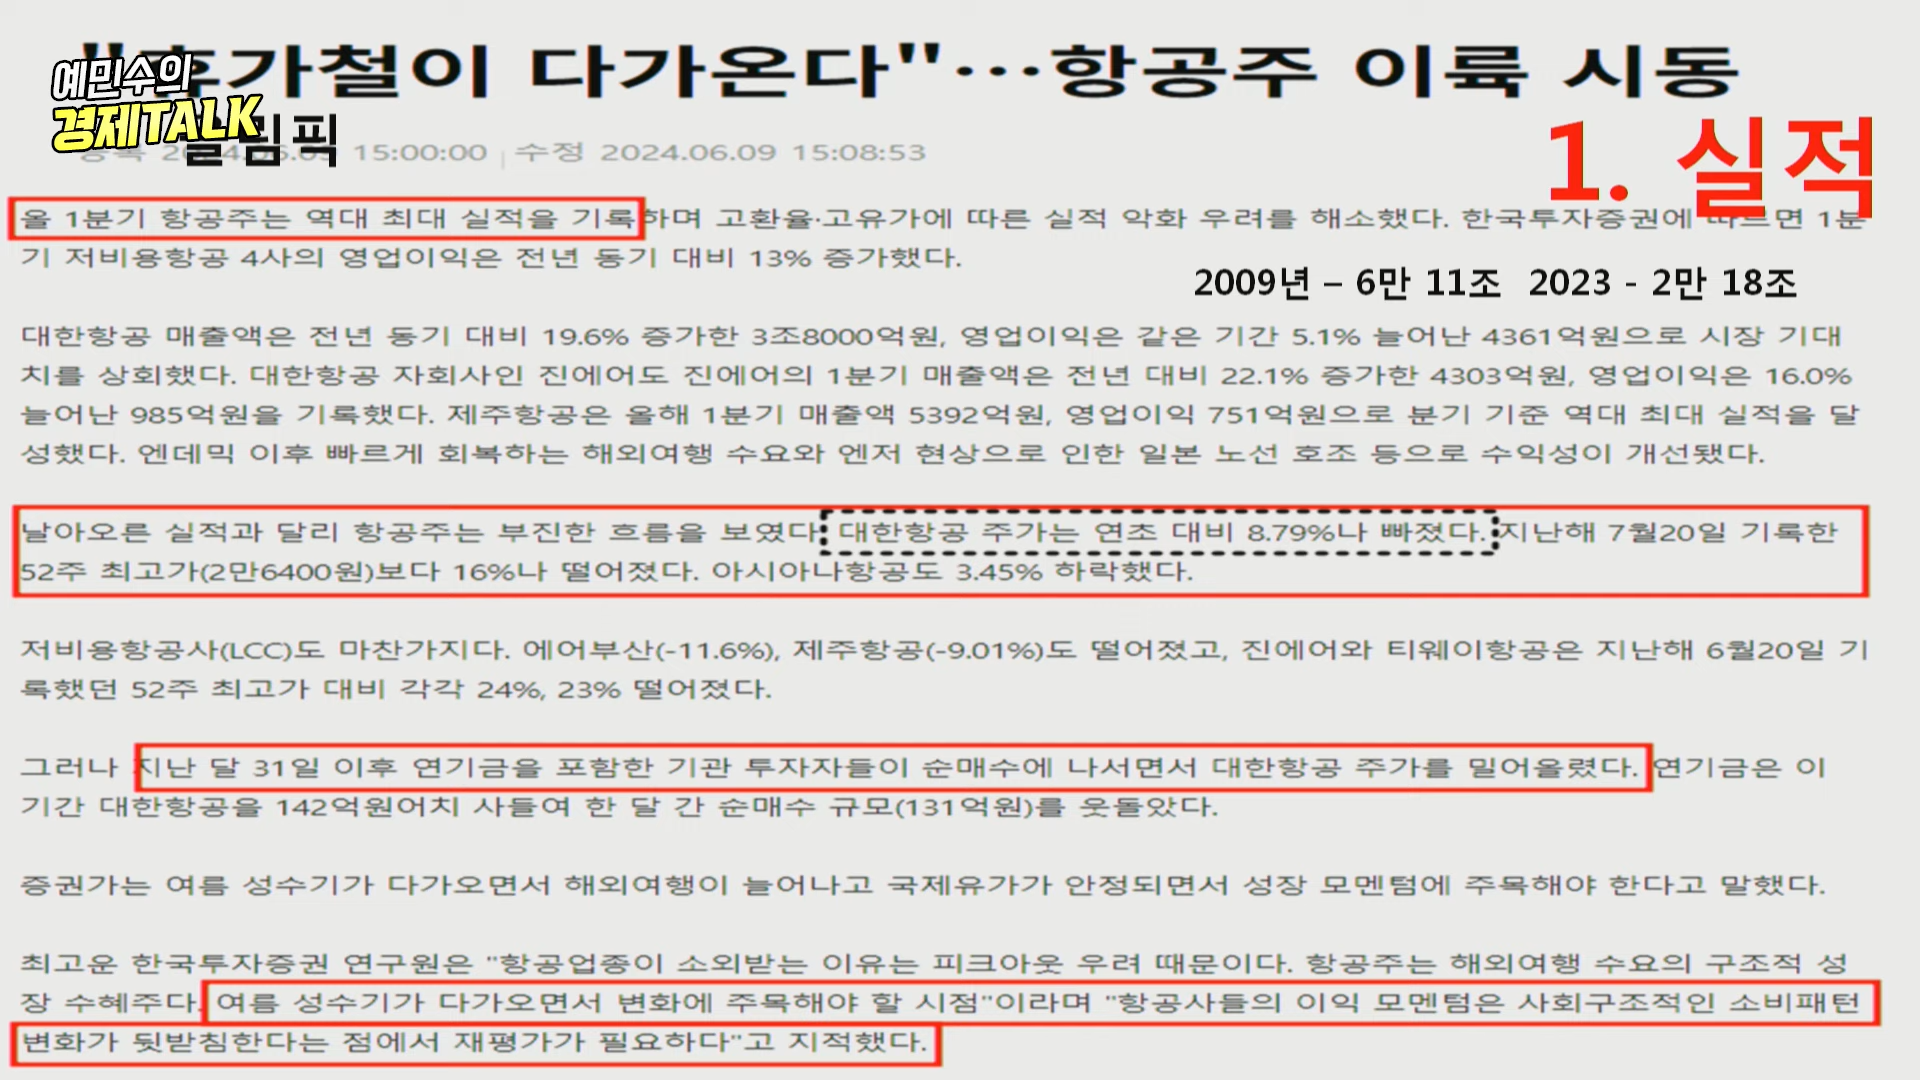 "휴가철이 다가온다"…항공주 이륙 시동
예민수의
경제TALK
올림픽
등록 2024.06.09 15:00:00 | 수정 2024.06.09 15:08:53
1. 실적
올 1분기 항공주는 역대 최대 실적을 기록하며 고환율·고유가에 따른 실적 악화 우려를 해소했다. 한국투자증권에 따르면 1분
기 저비용항공 4사의 영업이익은 전년 동기 대비 13% 증가했다.
2009년 – 6만 11조 2023 - 2만 18조
대한항공 매출액은 전년 동기 대비 19.6% 증가한 3조8000억원, 영업이익은 같은 기간 5.1% 늘어난 4361억원으로 시장 기대
치를 상회했다. 대한항공 자회사인 진에어도 진에어의 1분기 매출액은 전년 대비 22.1% 증가한 4303억원, 영업이익은 16.0%
늘어난 985억원을 기록했다. 제주항공은 올해 1분기 매출액 5392억원, 영업이익 751억원으로 분기 기준 역대 최대 실적을 달
성했다. 엔데믹 이후 빠르게 회복하는 해외여행 수요와 엔저 현상으로 인한 일본 노선 호조 등으로 수익성이 개선됐다.
날아오른 실적과 달리 항공주는 부진한 흐름을 보였다. 대한항공 주가는 연초 대비 8.79%나 빠졌다. 지난해 7월20일 기록한
52주 최고가(2만6400원)보다 16%나 떨어졌다. 아시아나항공도 3.45% 하락했다.
저비용항공사(LCC)도 마찬가지다. 에어부산(-11.6%), 제주항공(-9.01%)도 떨어졌고, 진에어와 티웨이항공은 지난해 6월20일 기
록했던 52주 최고가 대비 각각 24%, 23% 떨어졌다.
그러나 지난 달 31일 이후 연기금을 포함한 기관 투자자들이 순매수에 나서면서 대한항공 주가를 밀어올렸다. 연기금은 이
기간 대한항공을 142억원어치 사들여 한 달 간 순매수 규모(131억원)를 웃돌았다.
증권가는 여름 성수기가 다가오면서 해외여행이 늘어나고 국제유가가 안정되면서 성장 모멘텀에 주목해야 한다고 말했다.
최고운 한국투자증권 연구원은 "항공업종이 소외받는 이유는 피크아웃 우려 때문이다. 항공주는 해외여행 수요의 구조적 성
장 수혜주다. 여름 성수기가 다가오면서 변화에 주목해야 할 시점"이라며 "항공사들의 이익 모멘텀은 사회구조적인 소비패턴
변화가 뒷받침한다는 점에서 재평가가 필요하다"고 지적했다.